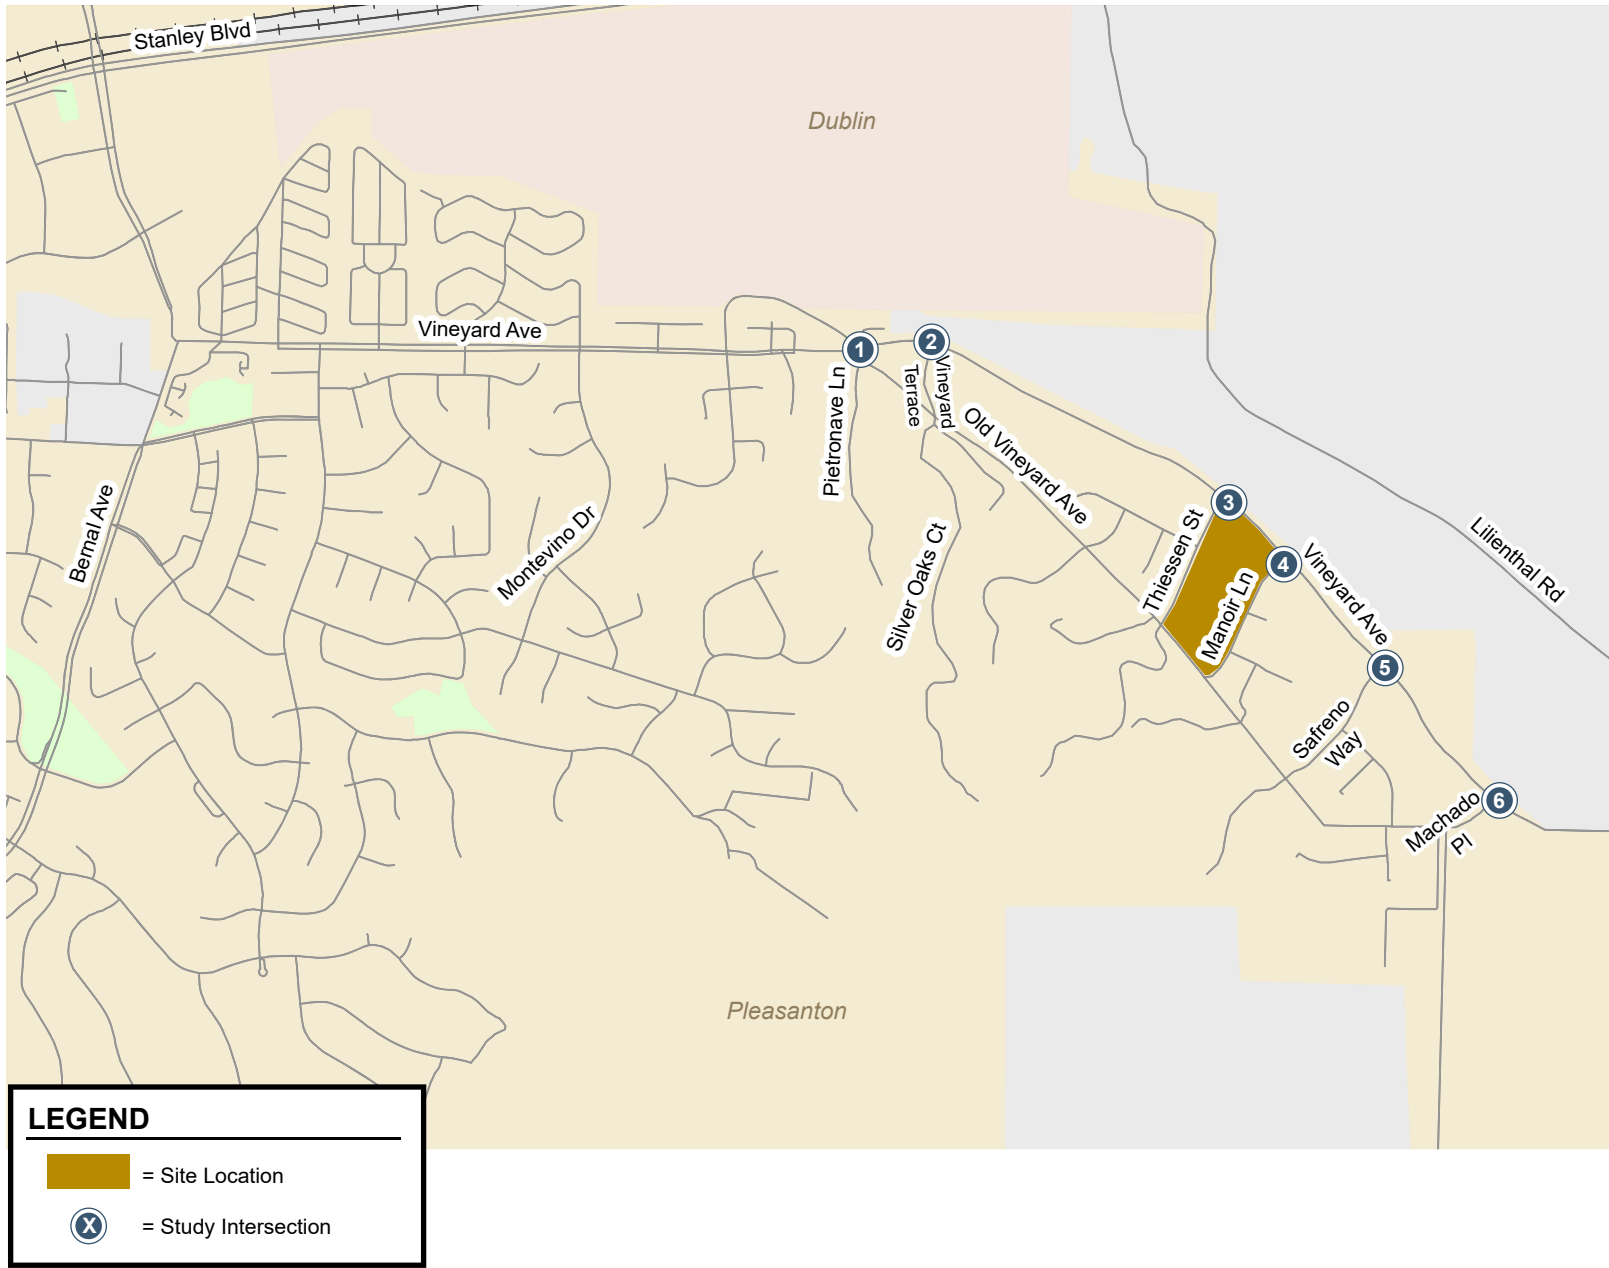 Stanley Blvd
Dublin
Vineyard Ave
1
2
Pietronave Ln
Vineyard
Terrace
Old Vineyard Ave
Bernal Ave
Montevino Dr
Silver Oaks Ct
3
Thiessen St
4
Manoir Ln
Vineyard Ave
Lilienthal Rd
5
Safreno
Way
6
Machado
Pl
Pleasanton
LEGEND
= Site Location
X = Study Intersection